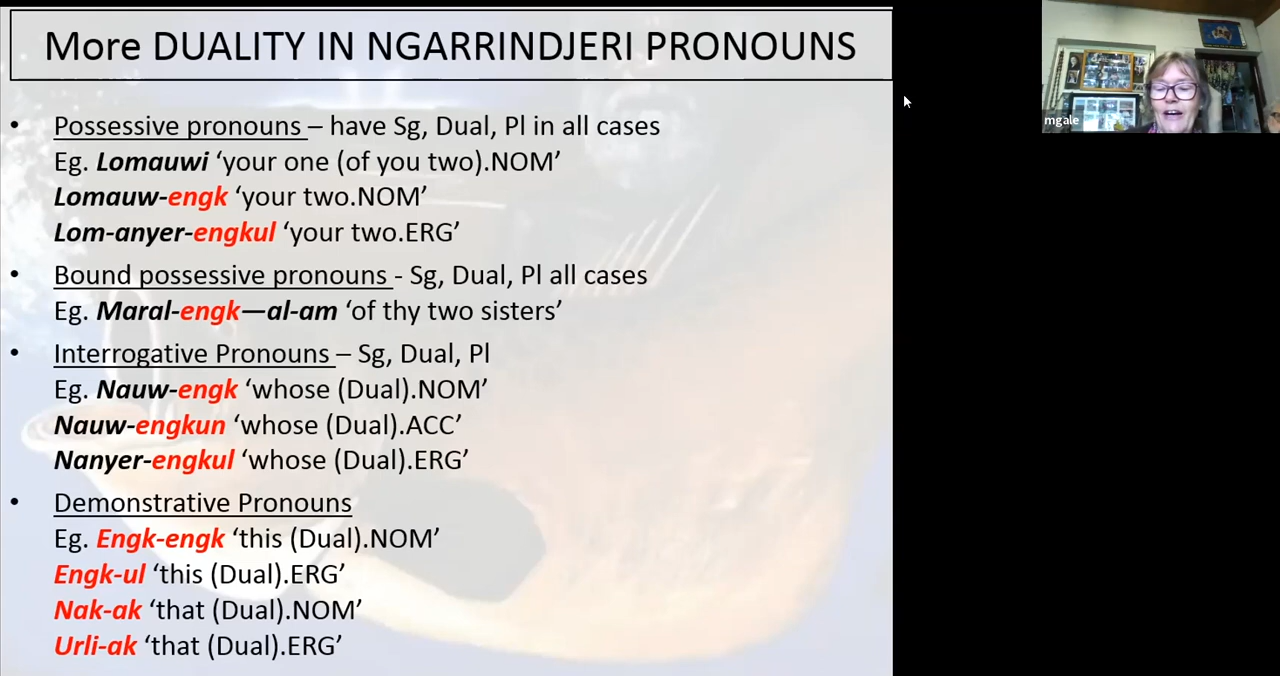 More DUALITY IN NGARRINDJERI PRONOUNS
mgale
• Possessive pronouns – have Sg, Dual, Pl in all cases
Eg. Lomauwi ‘your one (of you two).NOM’
Lomauw-engk ‘your two.NOM’
Lom-anyer-engkul ‘your two.ERG’
• Bound possessive pronouns - Sg, Dual, Pl all cases
Eg. Maral-engk—al-am ‘of thy two sisters’
• Interrogative Pronouns – Sg, Dual, Pl
Eg. Nauw-engk ‘whose (Dual).NOM’
Nauw-engkun ‘whose (Dual).ACC’
Nanyer-engkul ‘whose (Dual).ERG’
• Demonstrative Pronouns
Eg. Engk-engk ‘this (Dual).NOM’
Engk-ul ‘this (Dual).ERG’
Nak-ak ‘that (Dual).NOM’
Urli-ak ‘that (Dual).ERG’